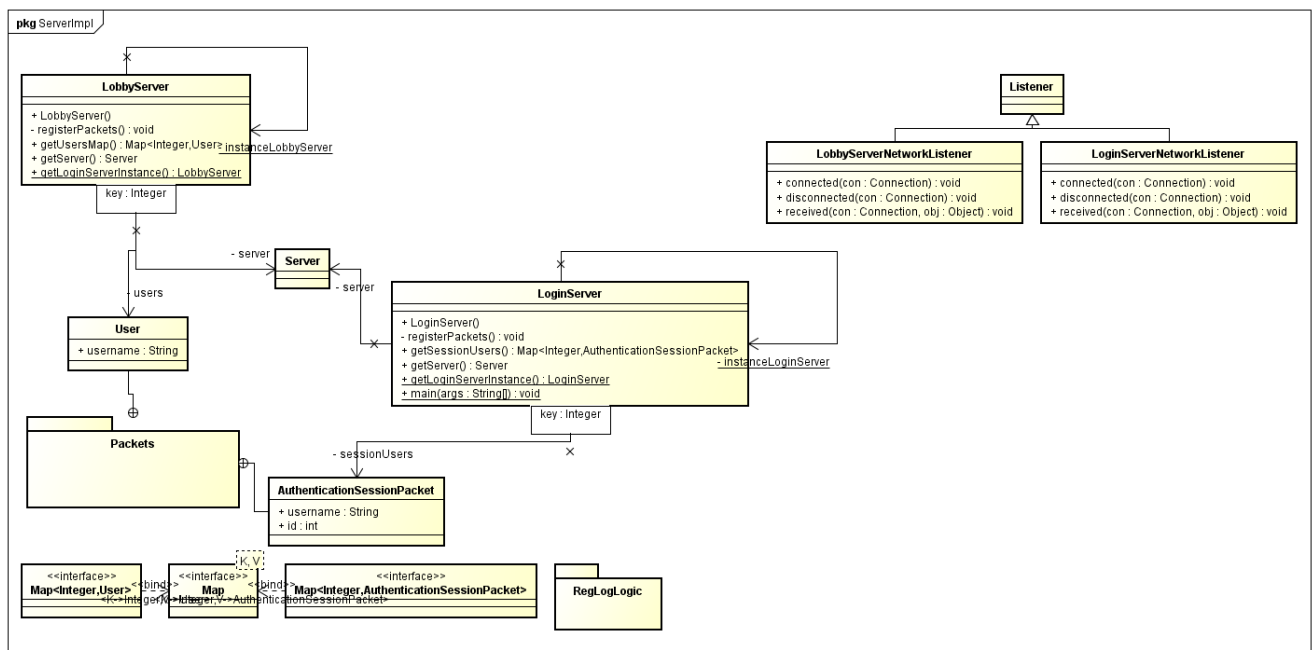 pkg ServerImpl
LobbyServer
+ LobbyServer()
- registerPackets() : void
+ getUsersMap() : Map<Integer,User>
+ getServer() : Server
+ getLoginServerInstance() : LobbyServer
- instanceLobbyServer
key : Integer
Listener
LobbyServerNetworkListener
+ connected(con : Connection) : void
+ disconnected(con : Connection) : void
+ received(con : Connection, obj : Object) : void
LoginServerNetworkListener
+ connected(con : Connection) : void
+ disconnected(con : Connection) : void
+ received(con : Connection, obj : Object) : void
- server
Server
- server
- users
User
+ username : String
LoginServer
+ LoginServer()
- registerPackets() : void
+ getSessionUsers() : Map<Integer,AuthenticationSessionPacket>
+ getServer() : Server
+ getLoginServerInstance() : LoginServer
+ main(args : String[]) : void
- instanceLoginServer
key : Integer
Packets
- sessionUsers
AuthenticationSessionPacket
+ username : String
+ id : int
<<interface>>
Map<Integer,User>
<<bind>>
K, V
<<interface>>
Map
<<bind>>
<<interface>>
Map<Integer,AuthenticationSessionPacket>
RegLogLogic